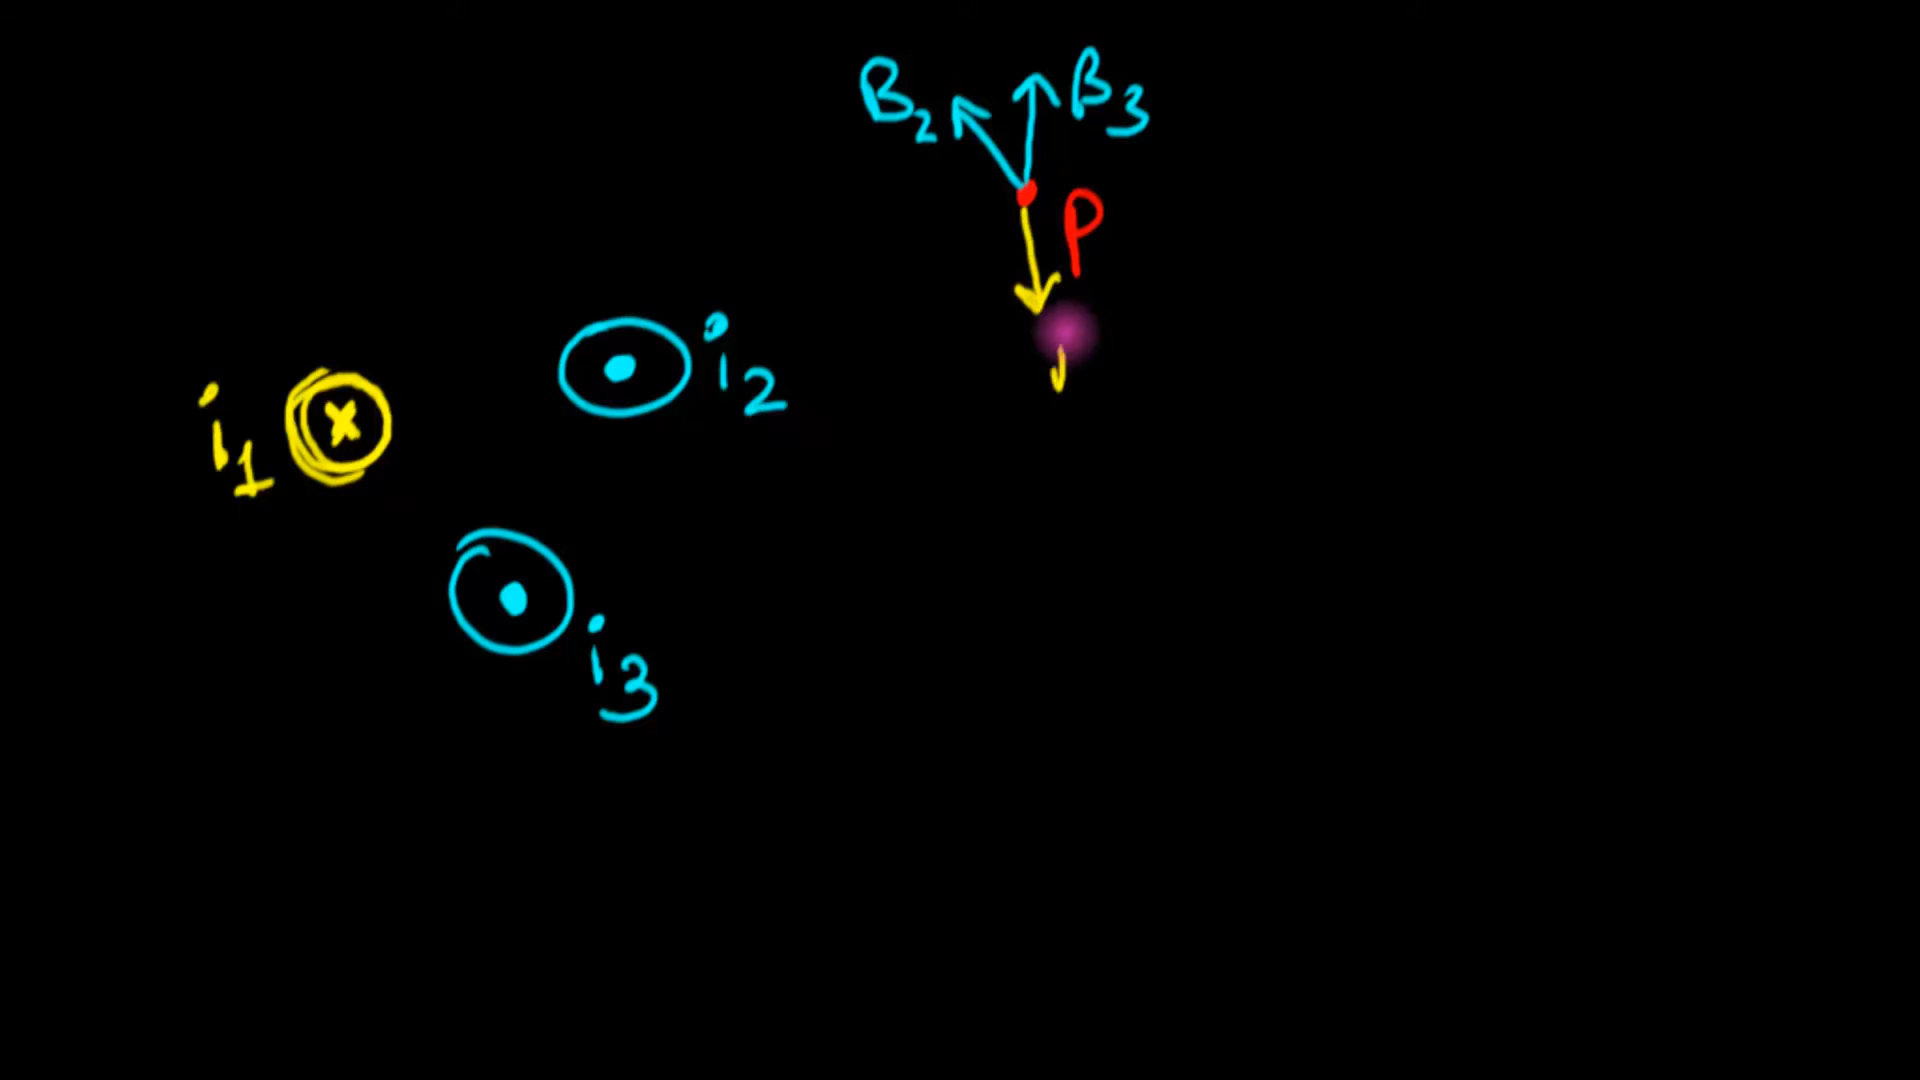 B₂
B₃
P
i₂
i₁
i₃